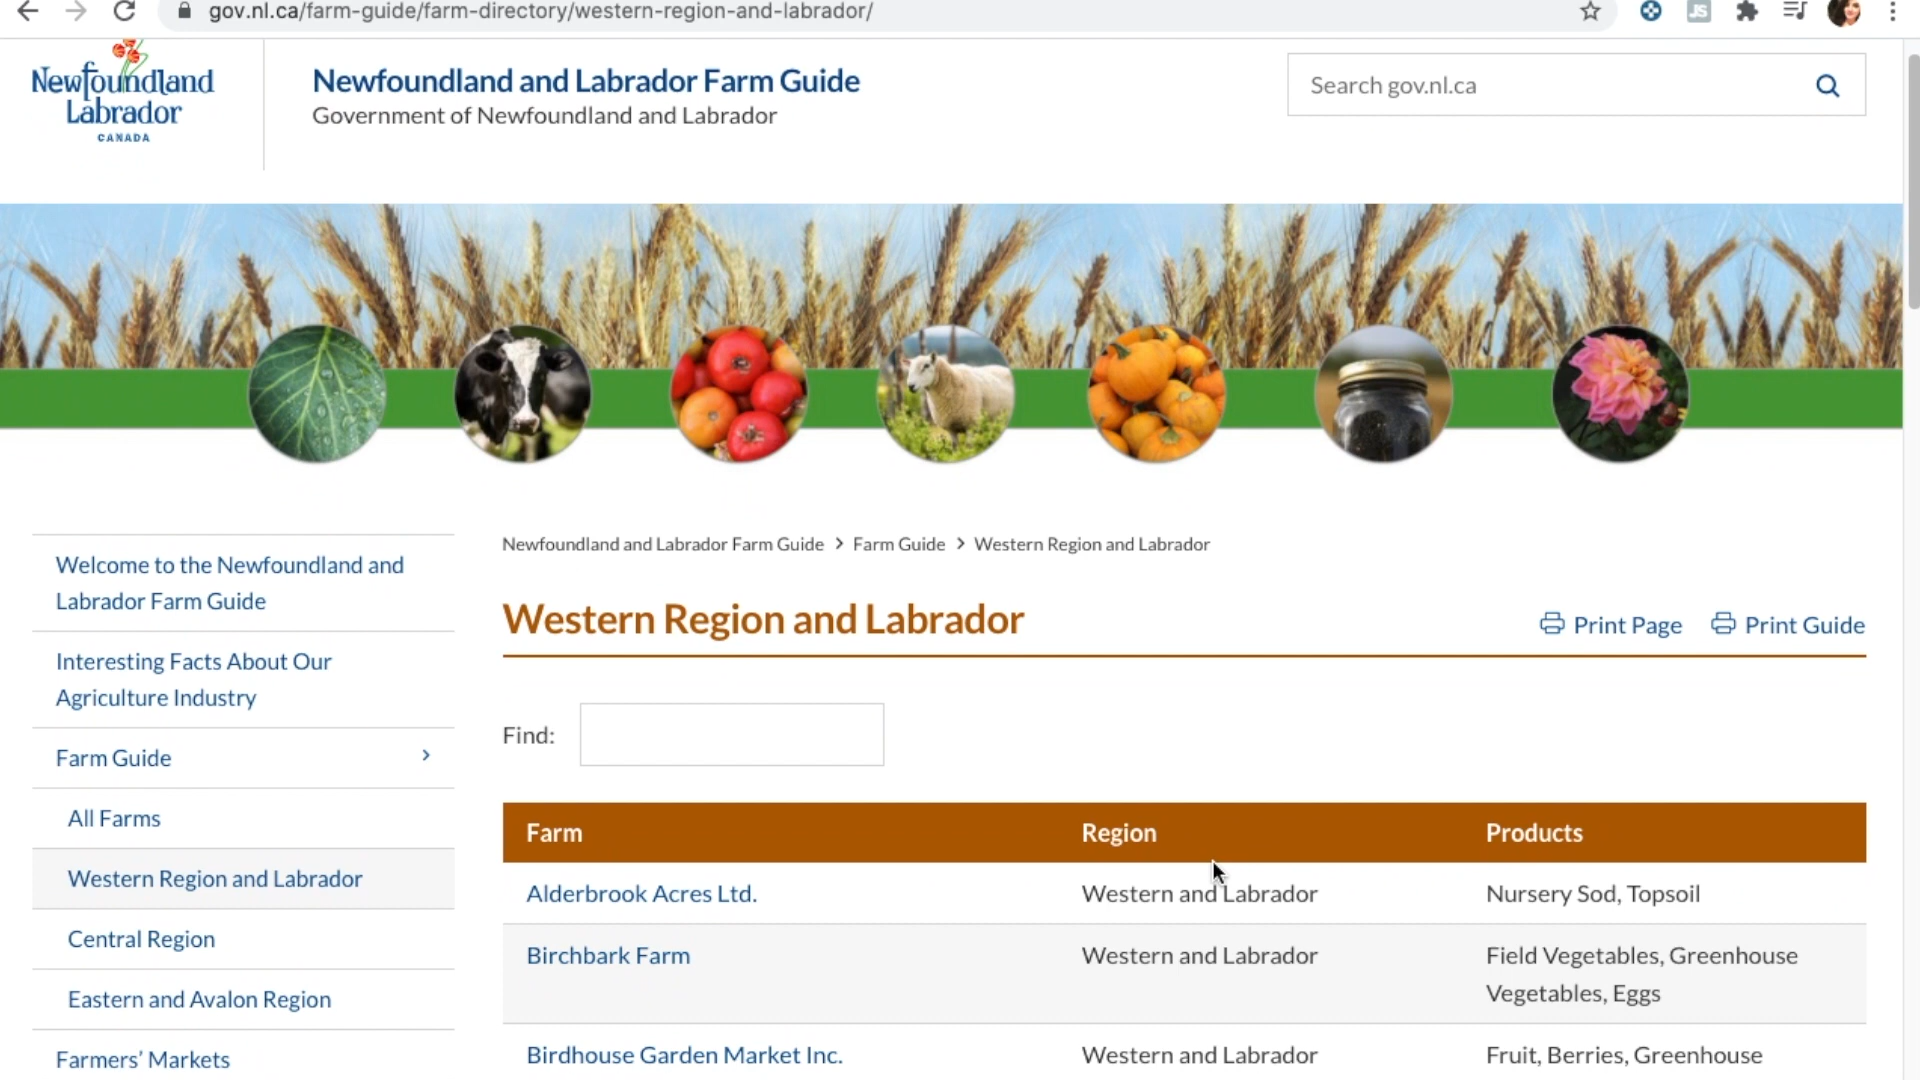 gov.nl.ca/farm-guide/farm-directory/western-region-and-labrador/
JS
Newfoundland
Labrador
CANADA
Newfoundland and Labrador Farm Guide
Government of Newfoundland and Labrador
Search gov.nl.ca
Welcome to the Newfoundland and
Labrador Farm Guide
Interesting Facts About Our
Agriculture Industry
Farm Guide
All Farms
Western Region and Labrador
Central Region
Eastern and Avalon Region
Farmers’ Markets
Newfoundland and Labrador Farm Guide > Farm Guide > Western Region and Labrador
Western Region and Labrador
Print Page Print Guide
Find:
Farm Region Products
Alderbrook Acres Ltd. Western and Labrador Nursery Sod, Topsoil
Birchbark Farm Western and Labrador Field Vegetables, Greenhouse
Vegetables, Eggs
Birdhouse Garden Market Inc. Western and Labrador Fruit, Berries, Greenhouse